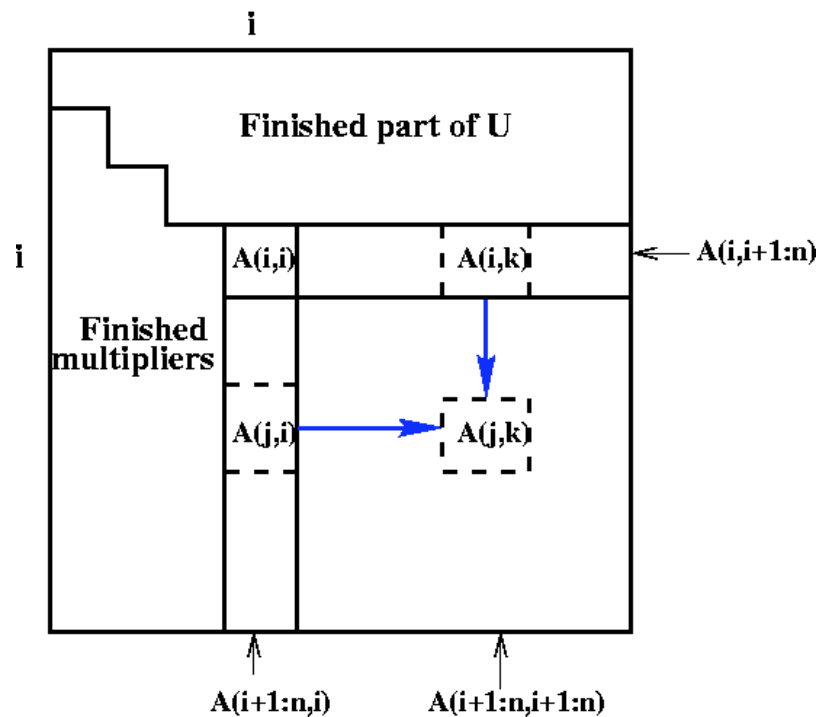 i
Finished part of U
i
A(i,i)
A(i,k)
A(i,i+1:n)
Finished
multipliers
A(j,i)
A(j,k)
A(i+1:n,i)
A(i+1:n,i+1:n)